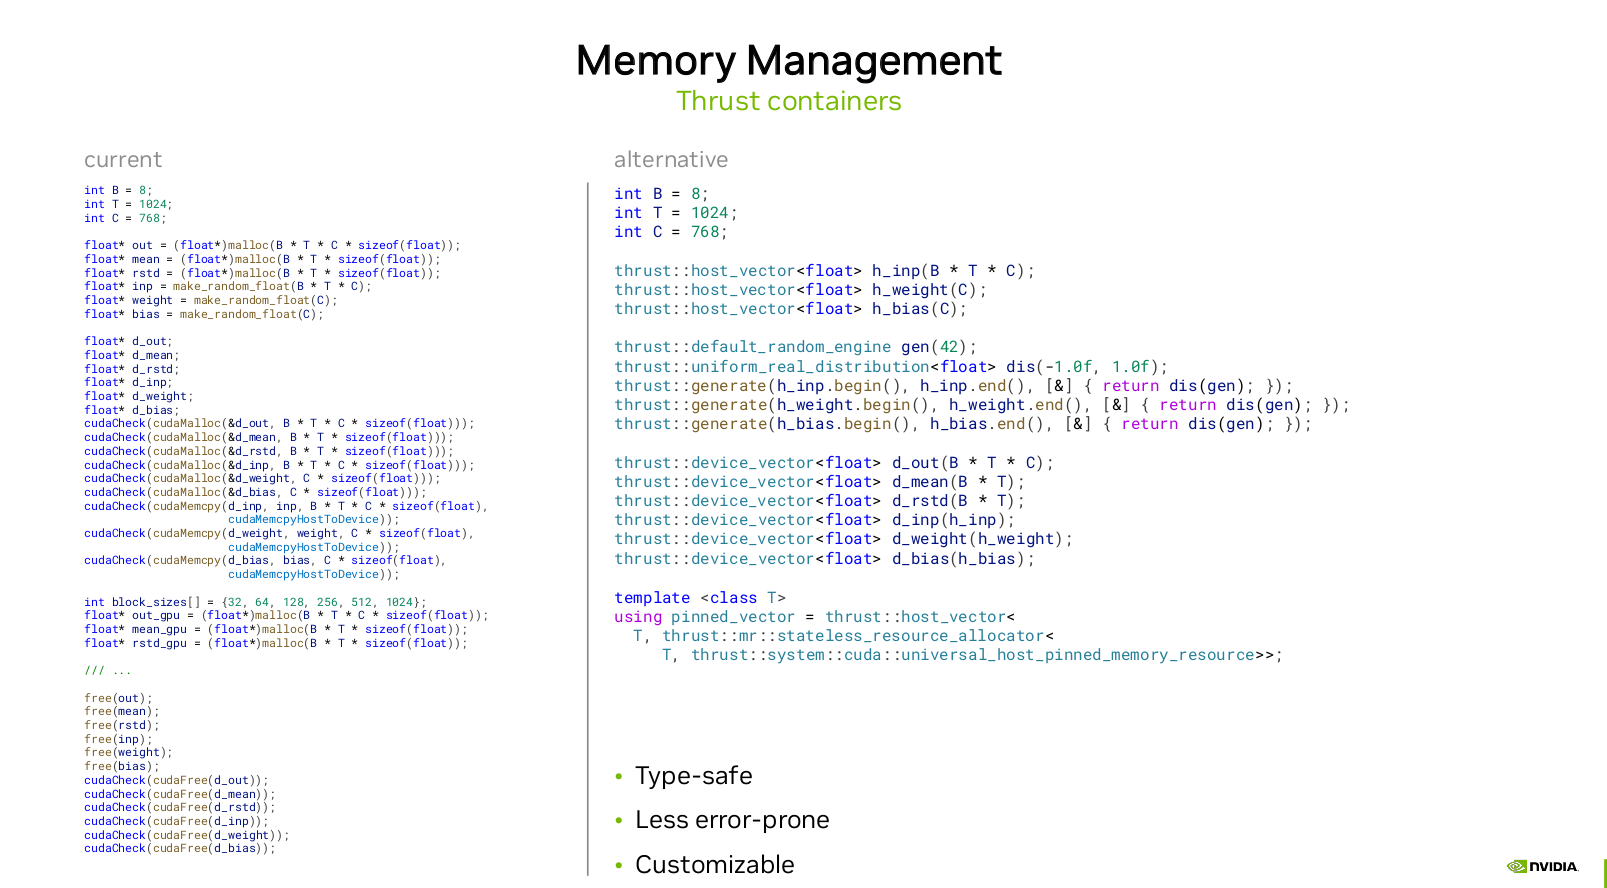 Memory Management
Thrust containers
current
int B = 8;
int T = 1024;
int C = 768;
float* out = (float*)malloc(B * T * C * sizeof(float));
float* mean = (float*)malloc(B * T * sizeof(float));
float* rstd = (float*)malloc(B * T * sizeof(float));
float* inp = make_random_float(B * T * C);
float* weight = make_random_float(C);
float* bias = make_random_float(C);
float* d_out;
float* d_mean;
float* d_rstd;
float* d_inp;
float* d_weight;
float* d_bias;
cudaCheck(cudaMalloc(&d_out, B * T * C * sizeof(float)));
cudaCheck(cudaMalloc(&d_mean, B * T * sizeof(float)));
cudaCheck(cudaMalloc(&d_rstd, B * T * sizeof(float)));
cudaCheck(cudaMalloc(&d_inp, B * T * C * sizeof(float)));
cudaCheck(cudaMalloc(&d_weight, C * sizeof(float)));
cudaCheck(cudaMalloc(&d_bias, C * sizeof(float)));
cudaCheck(cudaMemcpy(d_inp, inp, B * T * C * sizeof(float),
cudaMemcpyHostToDevice));
cudaCheck(cudaMemcpy(d_weight, weight, C * sizeof(float),
cudaMemcpyHostToDevice));
cudaCheck(cudaMemcpy(d_bias, bias, C * sizeof(float),
cudaMemcpyHostToDevice));
int block_sizes[] = {32, 64, 128, 256, 512, 1024};
float* out_gpu = (float*)malloc(B * T * C * sizeof(float));
float* mean_gpu = (float*)malloc(B * T * sizeof(float));
float* rstd_gpu = (float*)malloc(B * T * sizeof(float));
/// ...
free(out);
free(mean);
free(rstd);
free(inp);
free(weight);
free(bias);
cudaCheck(cudaFree(d_out));
cudaCheck(cudaFree(d_mean));
cudaCheck(cudaFree(d_rstd));
cudaCheck(cudaFree(d_inp));
cudaCheck(cudaFree(d_weight));
cudaCheck(cudaFree(d_bias));
alternative
int B = 8;
int T = 1024;
int C = 768;
thrust::host_vector<float> h_inp(B * T * C);
thrust::host_vector<float> h_weight(C);
thrust::host_vector<float> h_bias(C);
thrust::default_random_engine gen(42);
thrust::uniform_real_distribution<float> dis(-1.0f, 1.0f);
thrust::generate(h_inp.begin(), h_inp.end(), [&] { return dis(gen); });
thrust::generate(h_weight.begin(), h_weight.end(), [&] { return dis(gen); });
thrust::generate(h_bias.begin(), h_bias.end(), [&] { return dis(gen); });
thrust::device_vector<float> d_out(B * T * C);
thrust::device_vector<float> d_mean(B * T);
thrust::device_vector<float> d_rstd(B * T);
thrust::device_vector<float> d_inp(h_inp);
thrust::device_vector<float> d_weight(h_weight);
thrust::device_vector<float> d_bias(h_bias);
template <class T>
using pinned_vector = thrust::host_vector<
T, thrust::mr::stateless_resource_allocator<
T, thrust::system::cuda::universal_host_pinned_memory_resource>>;
• Type-safe
• Less error-prone
• Customizable
NVIDIA.